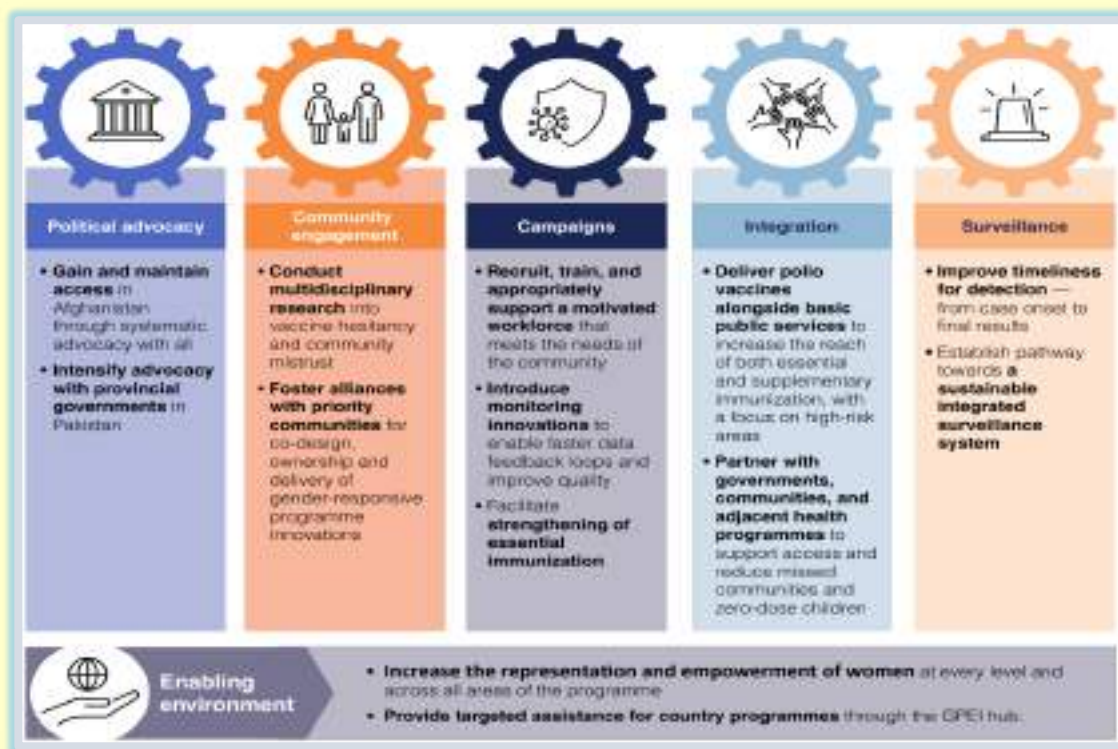 Political advocacy
• Gain and maintain
access in
Afghanistan
through systematic
advocacy with all
• Intensify advocacy
with provincial
governments in
Pakistan
Community
engagement
• Conduct
multidisciplinary
research into
vaccine hesitancy
and community
mistrust
• Foster alliances
with priority
communities for
co-design,
ownership and
delivery of
gender-responsive
programme
innovations
Campaigns
• Recruit, train, and
appropriately
support a motivated
workforce that
meets the needs of
the community
• Introduce
monitoring
innovations to
enable faster data
feedback loops and
improve quality
• Facilitate
strengthening of
essential
immunization
Integration
• Deliver polio
vaccines
alongside basic
public services to
increase the reach
of both essential
and supplementary
immunization, with
a focus on high-risk
areas
• Partner with
governments,
communities, and
adjacent health
programmes to
support access and
reduce missed
communities and
zero-dose children
Surveillance
• Improve timeliness
for detection —
from case onset to
final results
• Establish pathway
towards a
sustainable
integrated
surveillance
system
Enabling
environment
• Increase the representation and empowerment of women at every level and
across all areas of the programme
• Provide targeted assistance for country programmes through the GPEI hub.